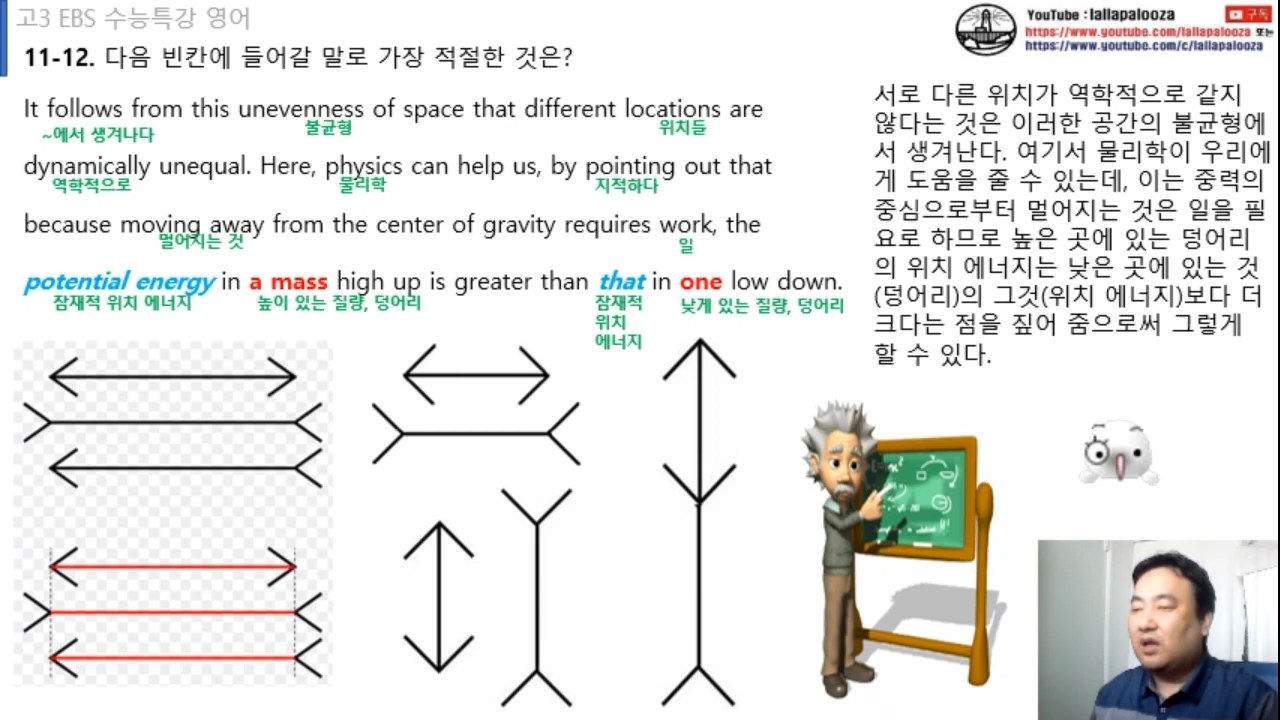 고3 EBS 수능특강 영어
YouTube : lallapalooza
구독
https://www.youtube.com/lallapalooza 또는
https://www.youtube.com/c/lallapalooza
11-12. 다음 빈칸에 들어갈 말로 가장 적절한 것은?
It follows from this unevenness of space that different locations are
~에서 생겨나다 불균형 위치들
dynamically unequal. Here, physics can help us, by pointing out that
역학적으로 물리학 지적하다
because moving away from the center of gravity requires work, the
멀어지는 것 일
potential energy in a mass high up is greater than that in one low down.
잠재적 위치 에너지 높이 있는 질량, 덩어리 잠재적 낮게 있는 질량, 덩어리
위치
에너지
서로 다른 위치가 역학적으로 같지
않다는 것은 이러한 공간의 불균형에
서 생겨난다. 여기서 물리학이 우리에
게 도움을 줄 수 있는데, 이는 중력의
중심으로부터 멀어지는 것은 일을 필
요로 하므로 높은 곳에 있는 덩어리
의 위치 에너지는 낮은 곳에 있는 것
(덩어리)의 그것(위치 에너지)보다 더
크다는 점을 짚어 줌으로써 그렇게
할 수 있다.